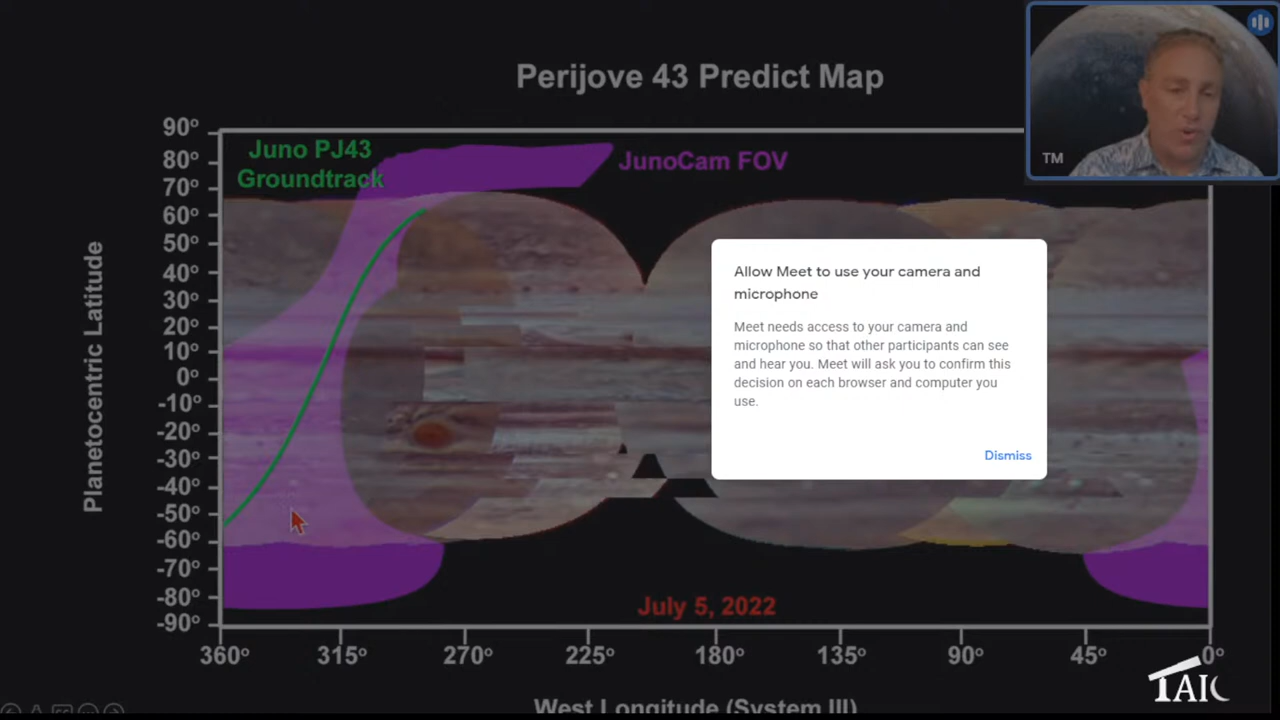 Perijove 43 Predict Map
90°
80°
70°
60°
50°
40°
30°
20°
10°
0°
-10°
-20°
-30°
-40°
-50°
-60°
-70°
-80°
-90°
Planetocentric Latitude
Juno PJ43
Groundtrack
JunoCam FOV
TM
Allow Meet to use your camera and
microphone
Meet needs access to your camera and
microphone so that other participants can see
and hear you. Meet will ask you to confirm this
decision on each browser and computer you
use.
Dismiss
July 5, 2022
360°
315°
270°
225°
180°
135°
90°
45°
0°
West Longitude (System III)
TAIC